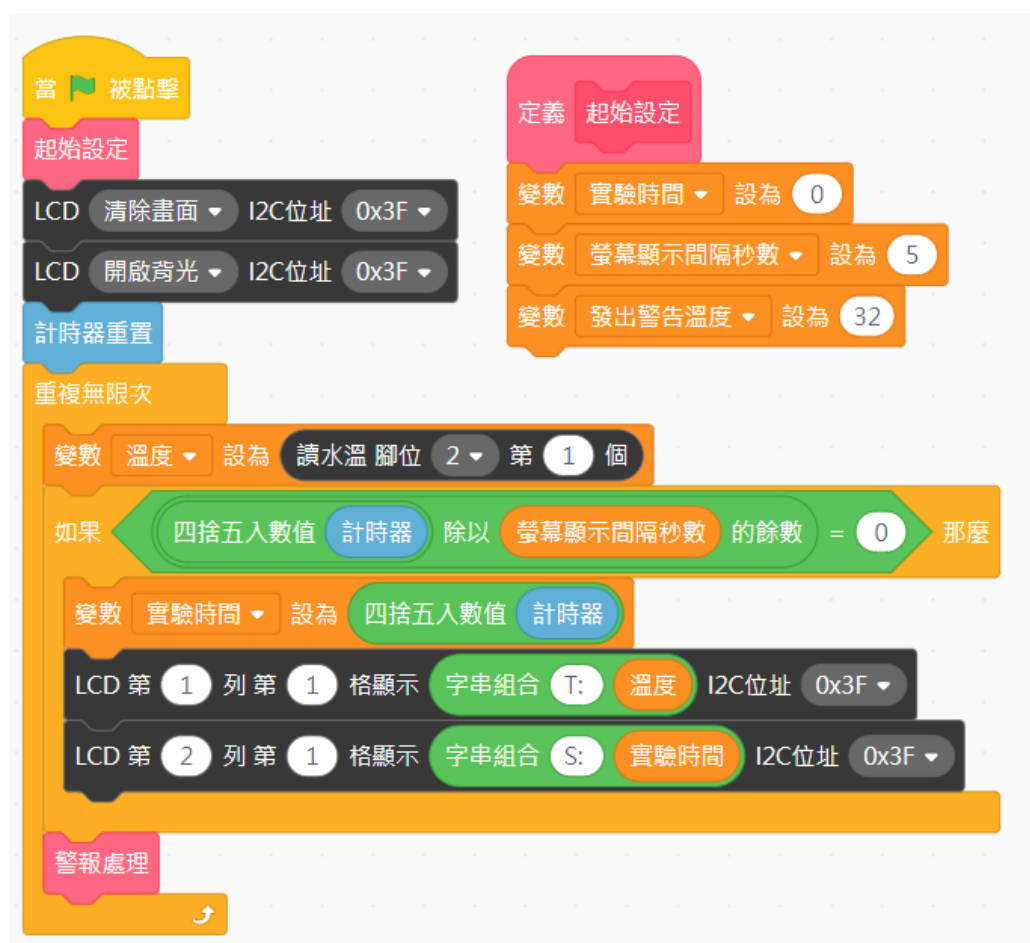 當 被點擊
起始設定
LCD 清除畫面 I2C位址 0x3F
LCD 開啟背光 I2C位址 0x3F
計時器重置
重複無限次
變數 溫度 設為 讀水溫 腳位 2 第 1 個
如果 四捨五入數值 計時器 除以 螢幕顯示間隔秒數 的餘數 = 0 那麼
變數 實驗時間 設為 四捨五入數值 計時器
LCD 第 1 列 第 1 格顯示 字串組合 T: 溫度 I2C位址 0x3F
LCD 第 2 列 第 1 格顯示 字串組合 S: 實驗時間 I2C位址 0x3F
警報處理
定義 起始設定
變數 實驗時間 設為 0
變數 螢幕顯示間隔秒數 設為 5
變數 發出警告溫度 設為 32